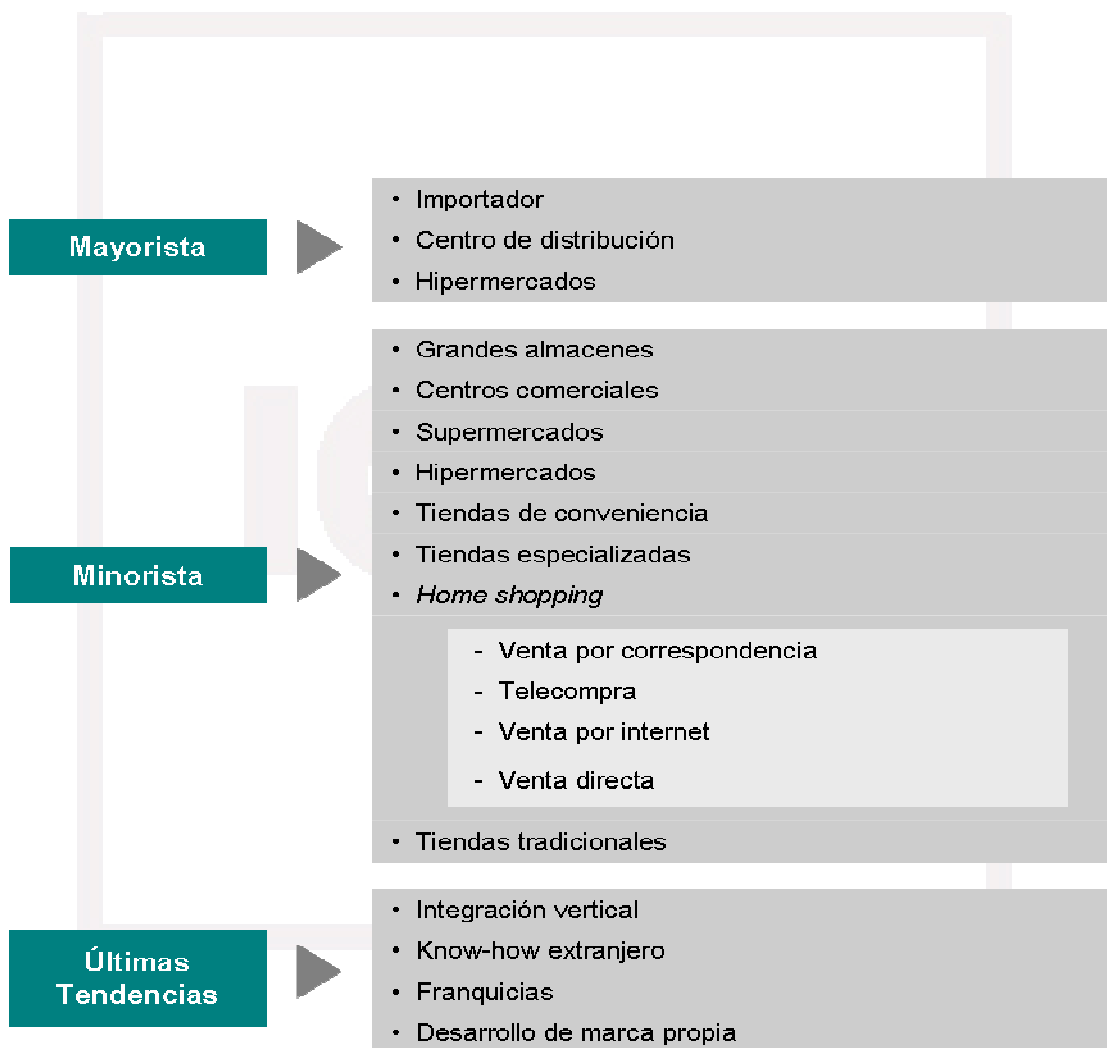 Mayorista
• Importador
• Centro de distribución
• Hipermercados
Minorista
• Grandes almacenes
• Centros comerciales
• Supermercados
• Hipermercados
• Tiendas de conveniencia
• Tiendas especializadas
• Home shopping
- Venta por correspondencia
- Telecompra
- Venta por internet
- Venta directa
• Tiendas tradicionales
Últimas
Tendencias
• Integración vertical
• Know-how extranjero
• Franquicias
• Desarrollo de marca propia